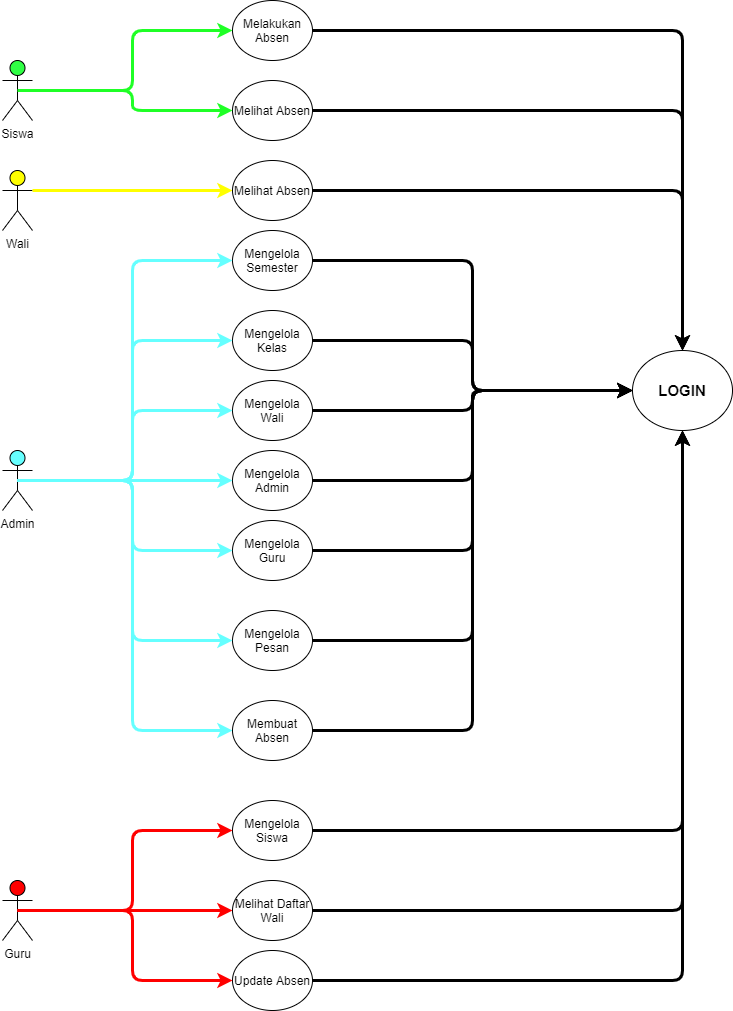 Melakukan
Absen
Siswa
Melihat Absen
Wali
Melihat Absen
Mengelola
Semester
Mengelola
Kelas
LOGIN
Mengelola
Wali
Admin
Mengelola
Admin
Mengelola
Guru
Mengelola
Pesan
Membuat
Absen
Mengelola
Siswa
Guru
Melihat Daftar
Wali
Update Absen